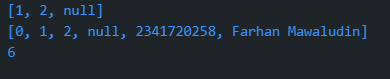 [1, 2, null]
[0, 1, 2, null, 2341720258, Farhan Mawaludin]
6